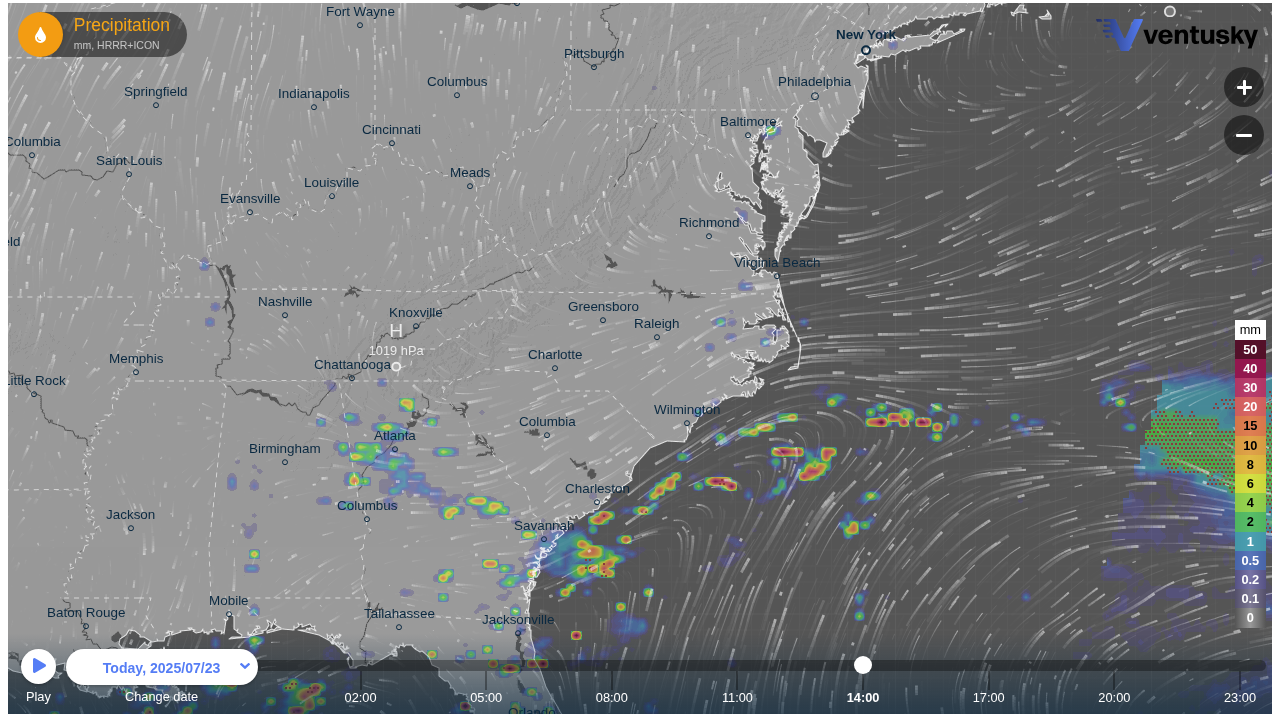 Precipitation
mm, HRRR+ICON
Fort Wayne
New York
ventusky
Pittsburgh
Columbus
Philadelphia
Springfield
Indianapolis
Baltimore
Cincinnati
Columbia
Saint Louis
Louisville
Meads
Evansville
Richmond
eld
Virginia Beach
Nashville
Knoxville
Greensboro
Raleigh
H
1019 hPa
Memphis
Chattanooga
Charlotte
Little Rock
Wilmington
Columbia
Atlanta
Birmingham
Charleston
Columbus
Jackson
Savannah
Mobile
Baton Rouge
Tallahassee
Jacksonville
Orlando
mm
50
40
30
20
15
10
8
6
4
2
1
0.5
0.2
0.1
0
Today, 2025/07/23
Play
Change date
02:00
05:00
08:00
11:00
14:00
17:00
20:00
23:00